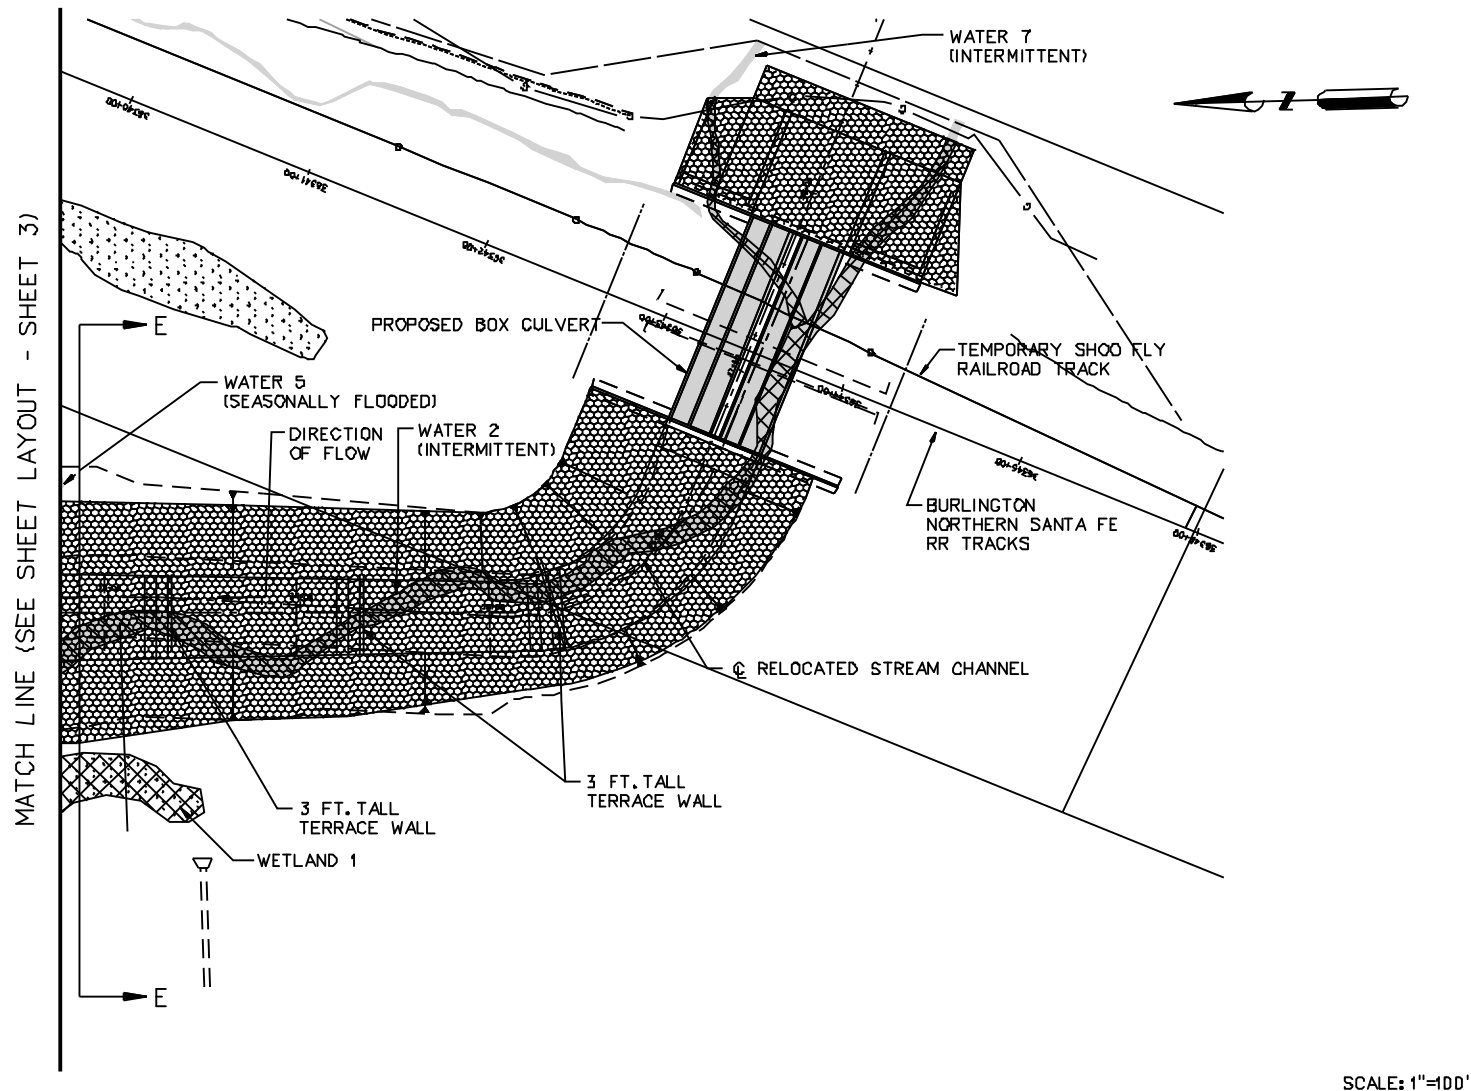 WATER 7
(INTERMITTENT)
N
MATCH LINE (SEE SHEET LAYOUT - SHEET 3)
E
PROPOSED BOX CULVERT
TEMPORARY SHOO FLY
RAILROAD TRACK
WATER 5
(SEASONALLY FLOODED)
DIRECTION
OF FLOW
WATER 2
(INTERMITTENT)
BURLINGTON
NORTHERN SANTA FE
RR TRACKS
℄ RELOCATED STREAM CHANNEL
3 FT. TALL
TERRACE WALL
3 FT. TALL
TERRACE WALL
WETLAND 1
E
SCALE: 1"=100'